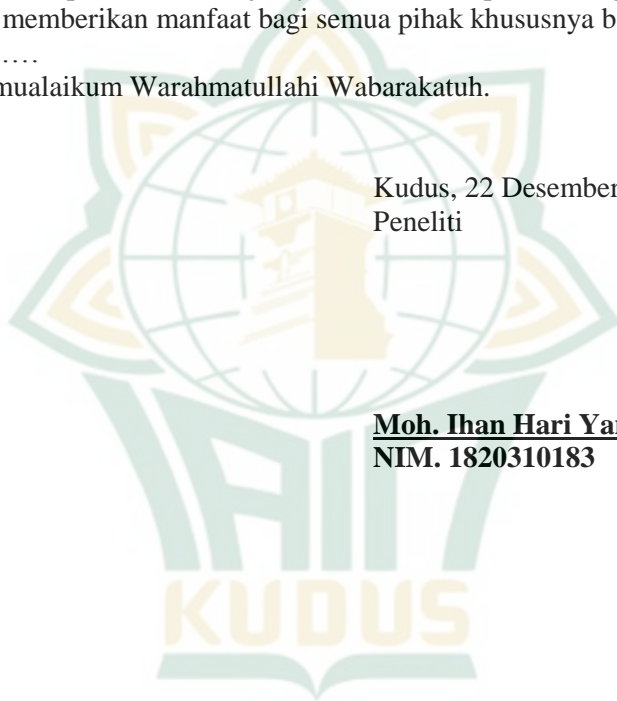 memberikan manfaat bagi semua pihak khususnya
…..
mualaikum Warahmatullahi Wabarakatuh.
Kudus, 22 Desember
Peneliti
Moh. Ihan Hari
NIM. 1820310183
IAIN
KUDUS